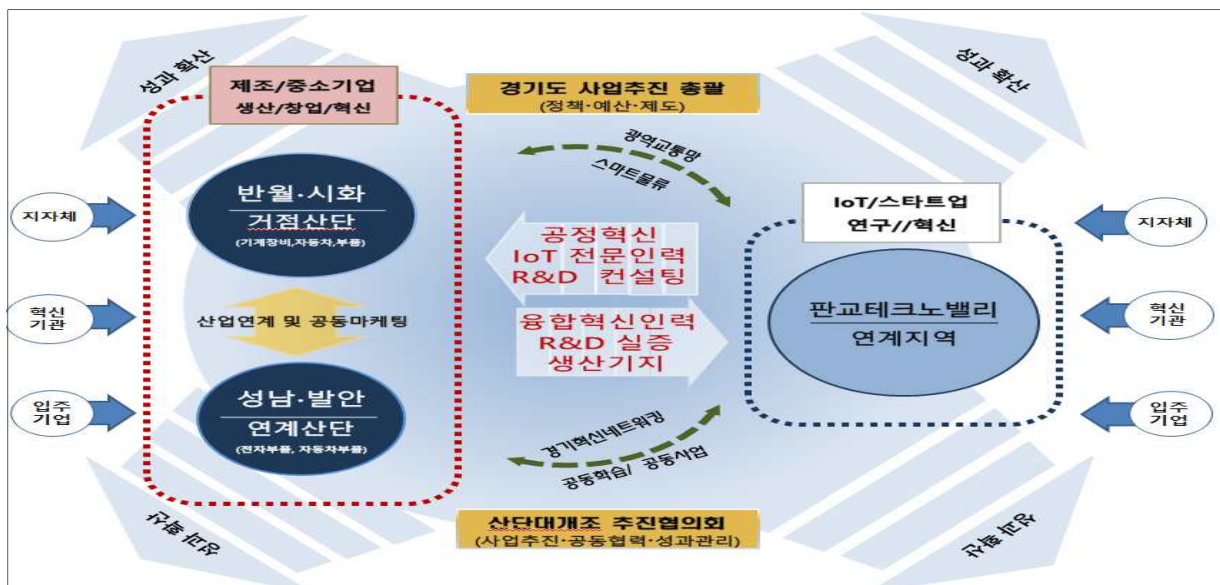 성과 확산
성과 확산
제조/중소기업
생산/창업/혁신
경기도 사업추진 총괄
(정책·예산·제도)
광역교통망
스마트물류
반월·시화
거점산단
(기계장비,자동차,부품)
IoT/스타트업
연구//혁신
지자체
지자체
공정혁신
IoT 전문인력
R&D 컨설팅
판교테크노밸리
연계지역
혁신
기관
산업연계 및 공동마케팅
융합혁신인력
R&D 실증
생산기지
혁신
기관
성남·발안
연계산단
(전자부품, 자동차부품)
입주
기업
입주
기업
경기혁신네트워킹
공동학습/ 공동사업
산단대개조 추진협의회
(사업추진·공동협력·성과관리)
성과 확산
성과 확산